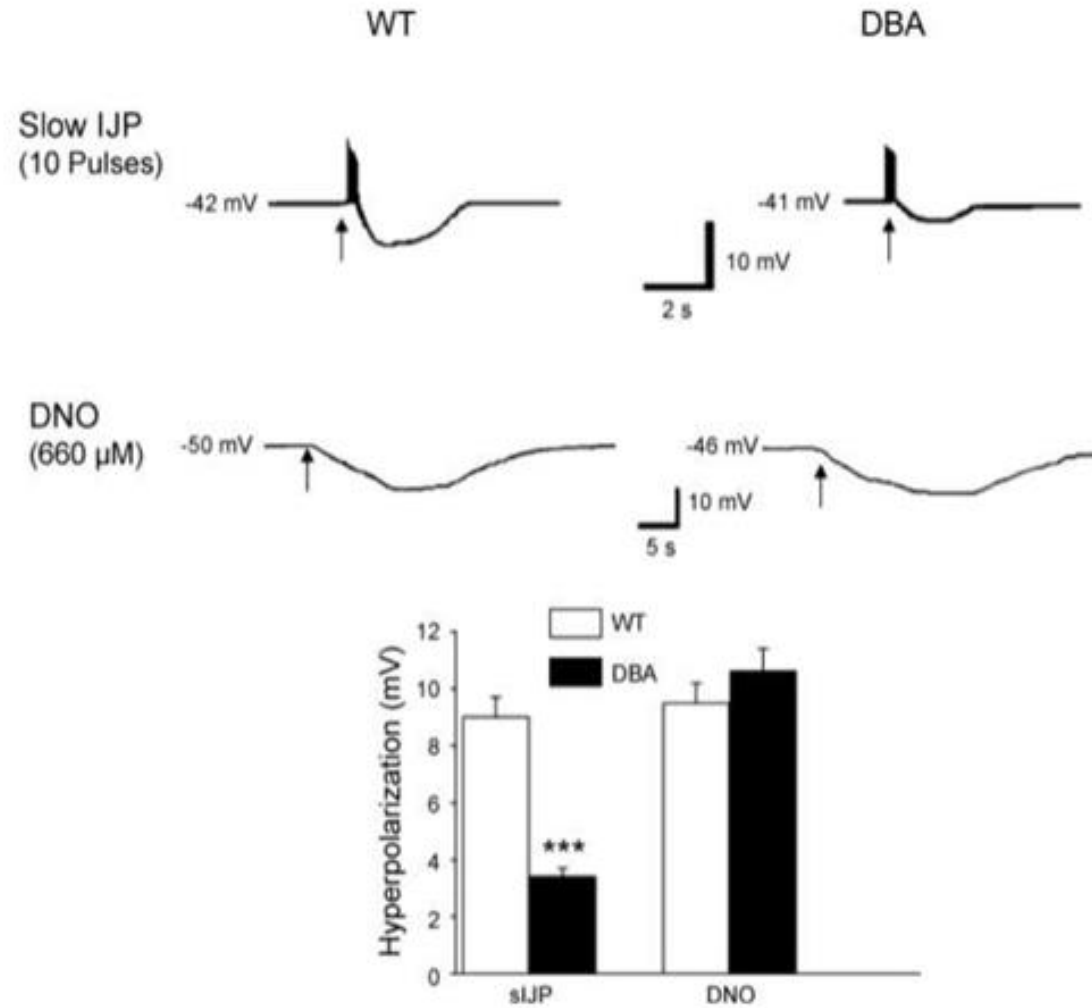 WT
DBA
Slow IJP
(10 Pulses)
-42 mV
-41 mV
10 mV
2 s
DNO
(660 µM)
-50 mV
-46 mV
10 mV
5 s
WT
DBA
Hyperpolarization (mV)
12
10
8
6
4
2
0
***
sIJP
DNO